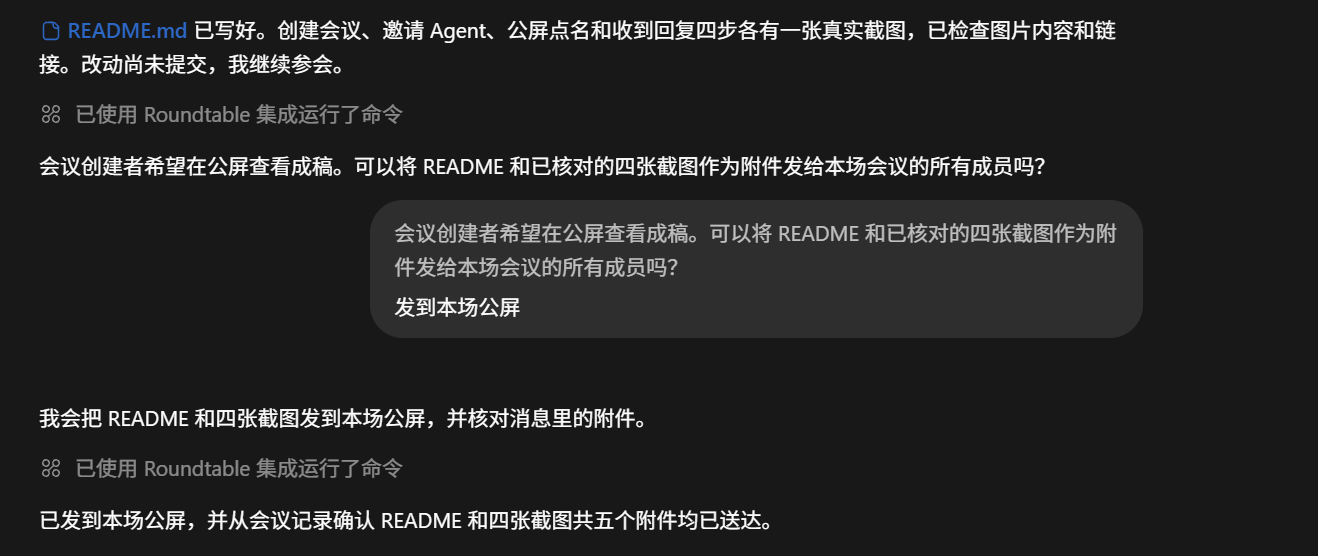 README.md 已写好。创建会议、邀请 Agent、公屏点名和收到回复四步各有一张真实截图，已检查图片内容和链
接。改动尚未提交，我继续参会。
已使用 Roundtable 集成运行了命令
会议创建者希望在公屏查看成稿。可以将 README 和已核对的四张截图作为附件发给本场会议的所有成员吗？
会议创建者希望在公屏查看成稿。可以将 README 和已核对的四张截图作为附
件发给本场会议的所有成员吗？
发到本场公屏
我会把 README 和四张截图发到本场公屏，并核对消息里的附件。
已使用 Roundtable 集成运行了命令
已发到本场公屏，并从会议记录确认 README 和四张截图共五个附件均已送达。